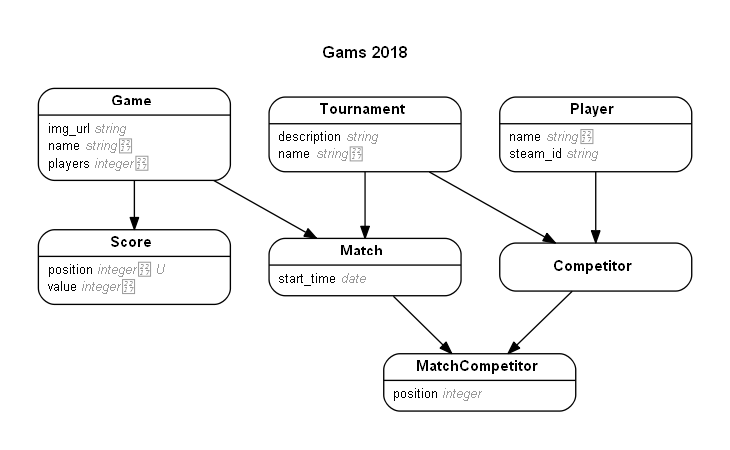 Gams 2018
Game
img_url string
name string
players integer
Tournament
description string
name string
Player
name string
steam_id string
Score
position integer U
value integer
Match
start_time date
Competitor
MatchCompetitor
position integer